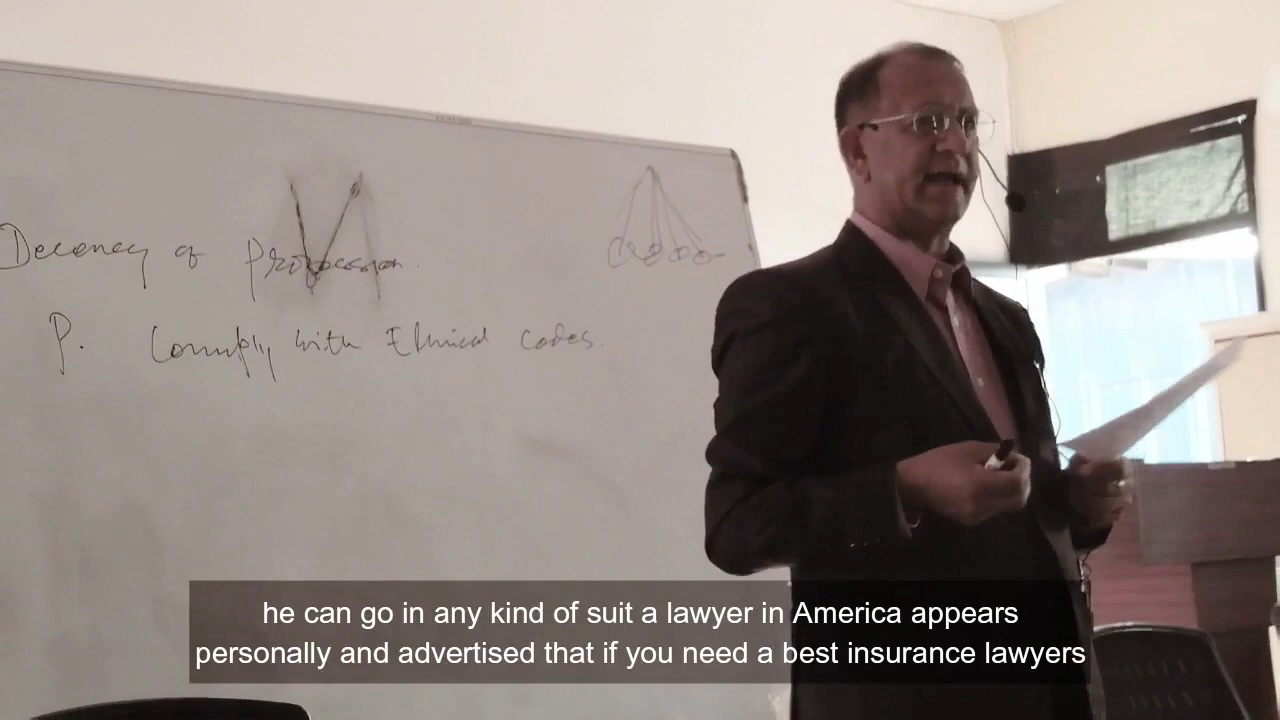 Decency of profession.
P. Comply with Ethical codes.
he can go in any kind of suit a lawyer in America appears
personally and advertised that if you need a best insurance lawyers